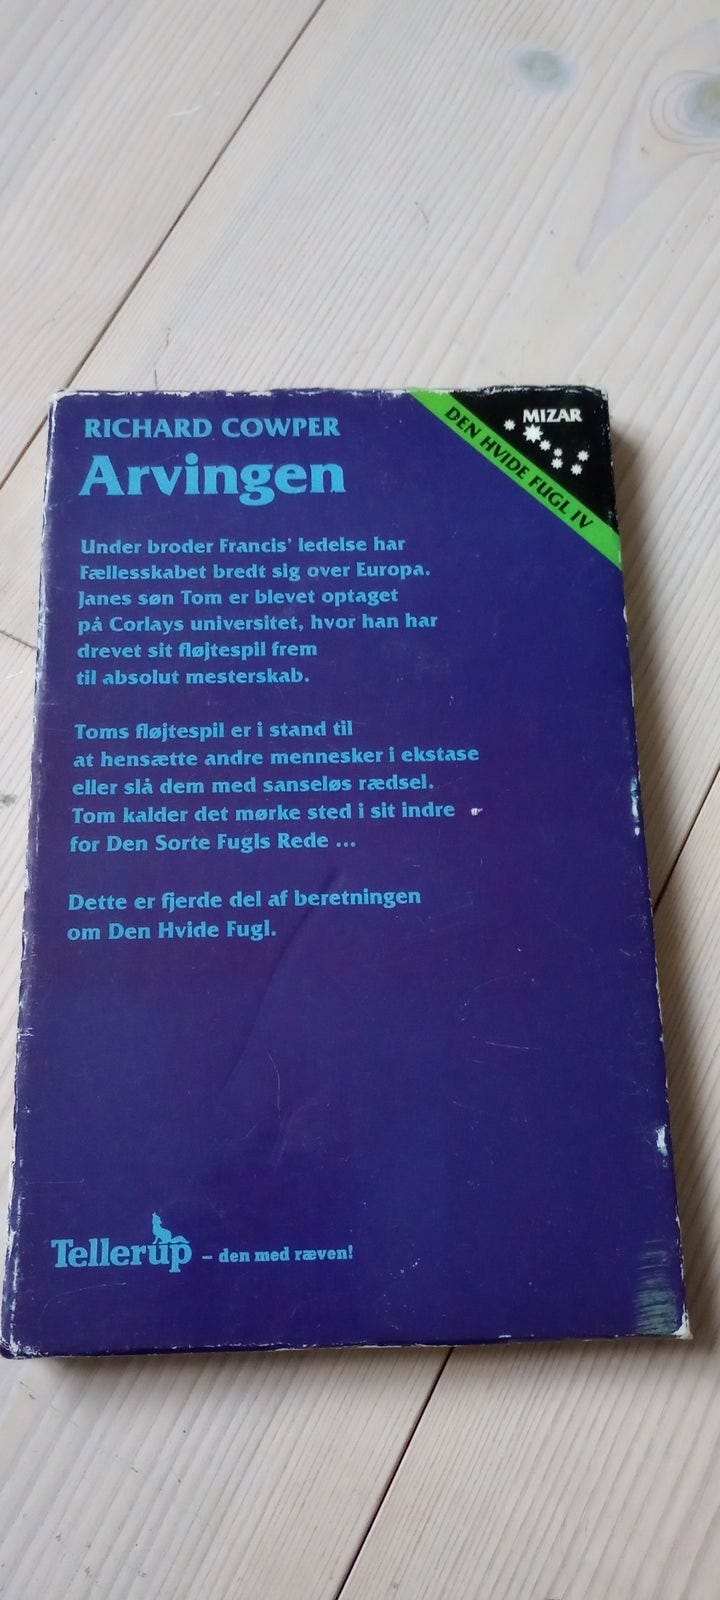 RICHARD COWPER
Arvingen
MIZAR
DEN HVIDE FUGL IV
Under broder Francis' ledelse har
Fællesskabet bredt sig over Europa.
Janes søn Tom er blevet optaget
på Corlays universitet, hvor han har
drevet sit fløjtespil frem
til absolut mesterskab.
Toms fløjtespil er i stand til
at hensætte andre mennesker i ekstase
eller slå dem med sanseløs rædsel.
Tom kalder det mørke sted i sit indre
for Den Sorte Fugls Rede ...
Dette er fjerde del af beretningen
om Den Hvide Fugl.
Tellerup – den med ræven!